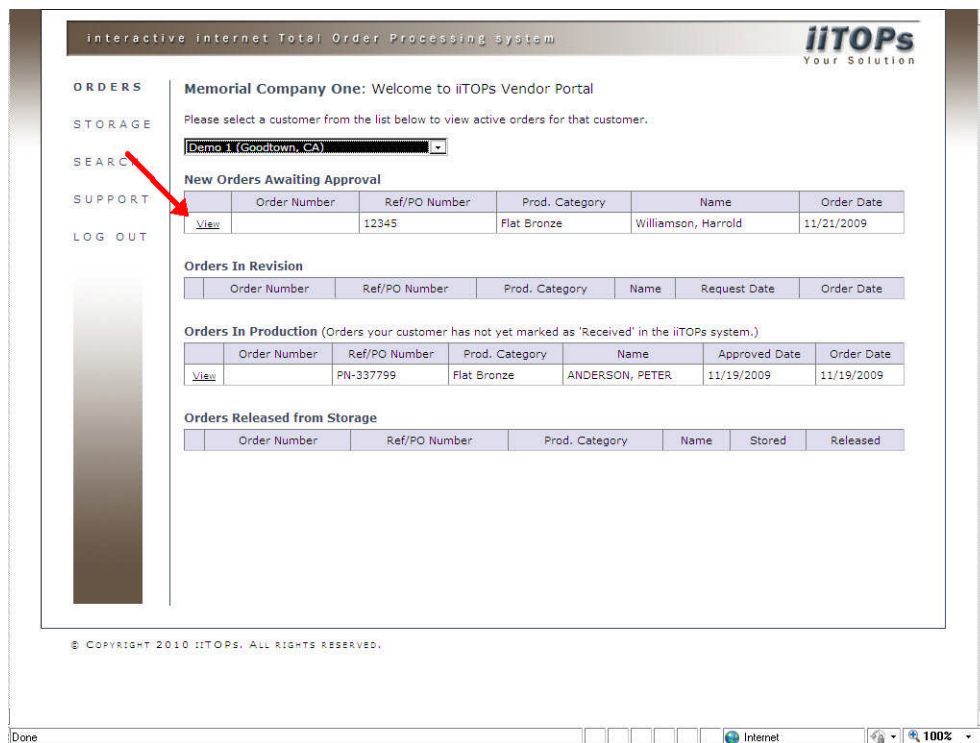 interactive internet Total Order Processing system
iiTOPs
Your Solution
ORDERS
STORAGE
SEARCH
SUPPORT
LOG OUT
Memorial Company One: Welcome to iiTOPs Vendor Portal
Please select a customer from the list below to view active orders for that customer.
Demo 1 (Goodtown, CA)
New Orders Awaiting Approval
Order Number Ref/PO Number Prod. Category Name Order Date
View 12345 Flat Bronze Williamson, Harrold 11/21/2009
Orders In Revision
Order Number Ref/PO Number Prod. Category Name Request Date Order Date
Orders In Production (Orders your customer has not yet marked as 'Received' in the iiTOPs system.)
Order Number Ref/PO Number Prod. Category Name Approved Date Order Date
View PN-337799 Flat Bronze ANDERSON, PETER 11/19/2009 11/19/2009
Orders Released from Storage
Order Number Ref/PO Number Prod. Category Name Stored Released
© COPYRIGHT 2010 IITOPS. ALL RIGHTS RESERVED.
Done Internet 100%